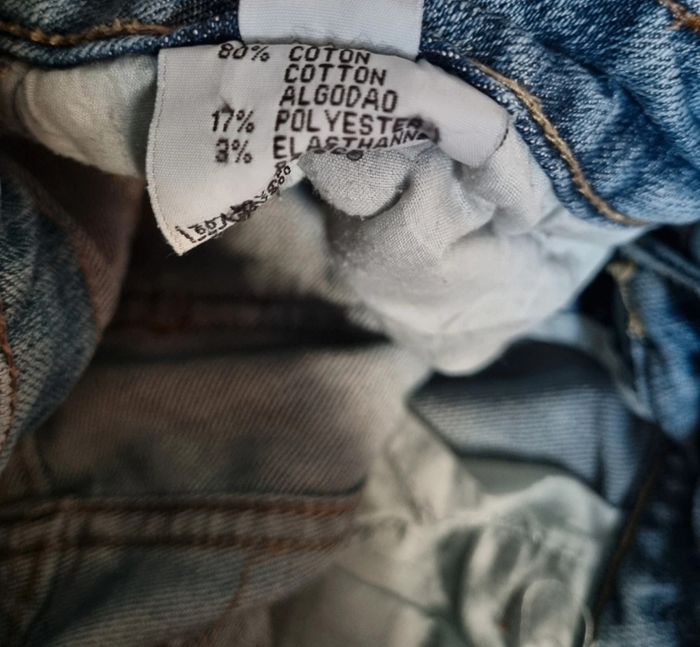 80% COTON
COTTON
ALGODAO
17% POLYESTER
3% ELASTHANNE